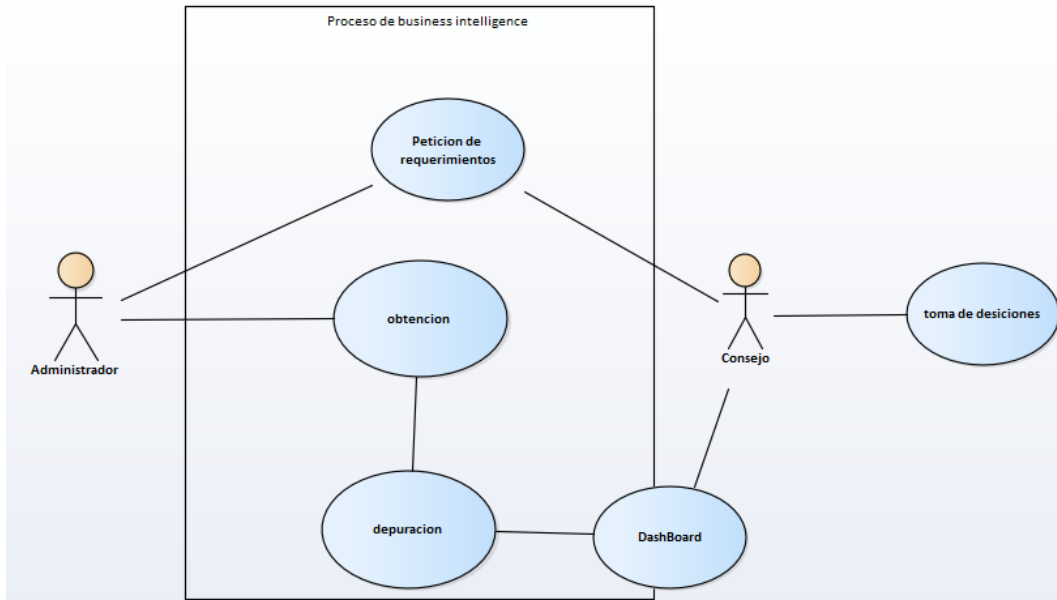 Proceso de business intelligence
Peticion de
requerimientos
obtencion
Administrador
Consejo
toma de desiciones
depuracion
DashBoard